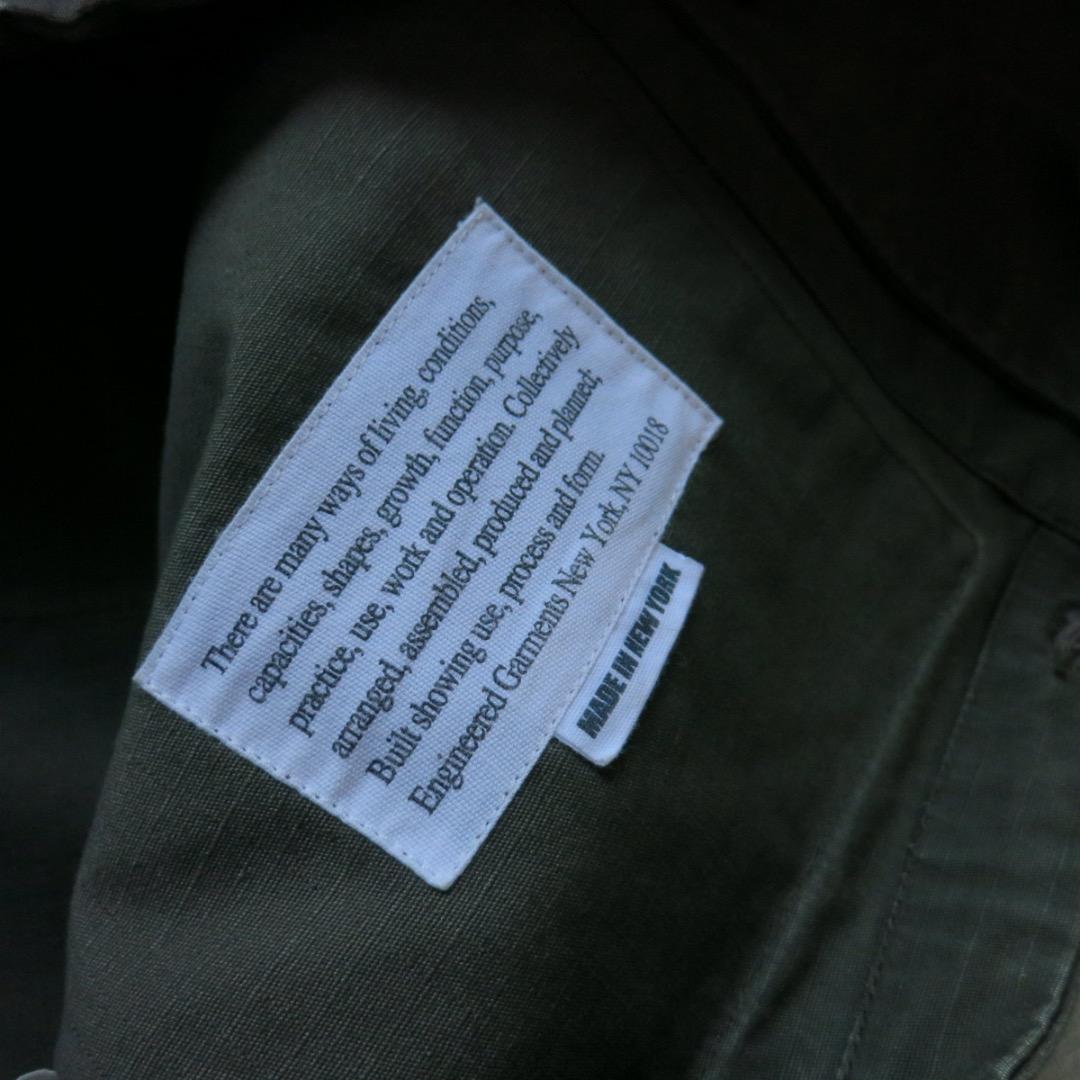 There are many ways of living, conditions,
capacities, shapes, growth, function, purpose,
practice, use, work and operation. Collectively
arranged, assembled, produced and planned;
Built showing use, process and form.
Engineered Garments New York, NY 10018
MADE IN NEW YORK